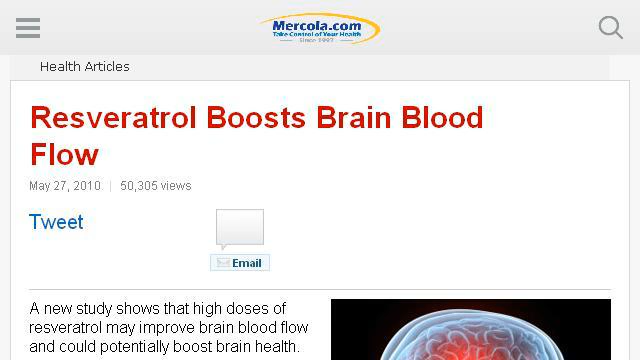 Mercola.com
Take Control of Your Health
Since 1997
Health Articles
Resveratrol Boosts Brain Blood
Flow
May 27, 2010 | 50,305 views
Tweet
Email
A new study shows that high doses of
resveratrol may improve brain blood flow
and could potentially boost brain health.